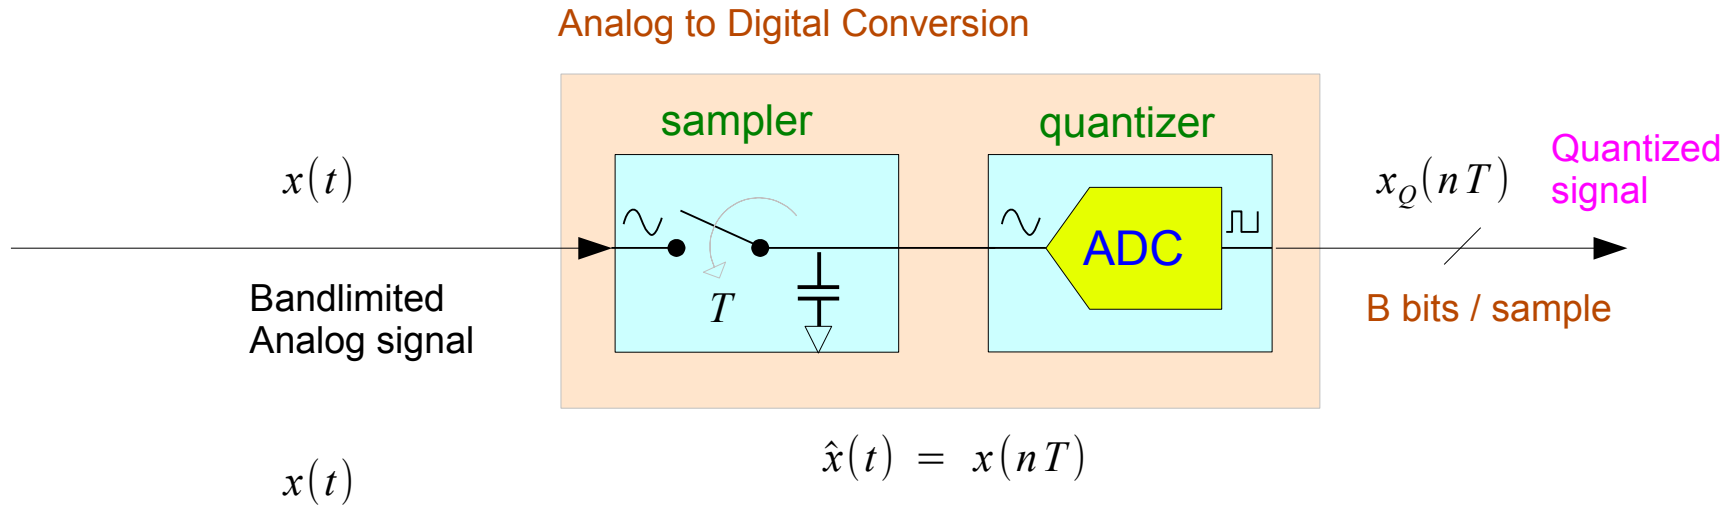 Analog to Digital Conversion
sampler
quantizer
x(t)
x_Q(nT)
Quantized
signal
ADC
T
Bandlimited
Analog signal
B bits / sample
x̂(t) = x(nT)
x(t)